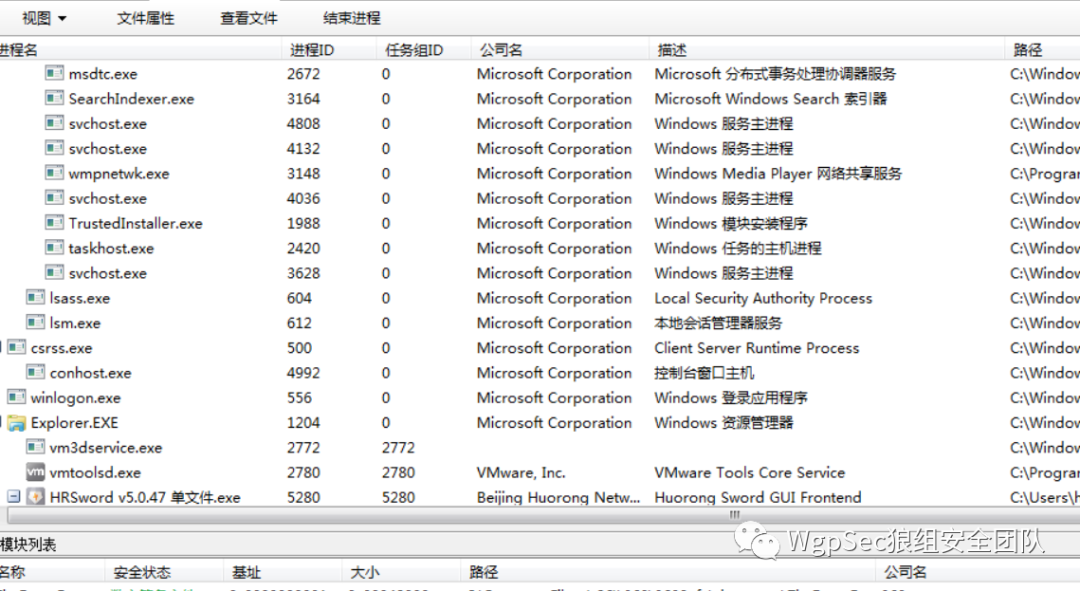 视图 文件属性 查看文件 结束进程
进程名 进程ID 任务组ID 公司名 描述 路径
msdtc.exe 2672 0 Microsoft Corporation Microsoft 分布式事务处理协调器服务 C:\Window
SearchIndexer.exe 3164 0 Microsoft Corporation Microsoft Windows Search 索引器 C:\Window
svchost.exe 4808 0 Microsoft Corporation Windows 服务主进程 C:\Window
svchost.exe 4132 0 Microsoft Corporation Windows 服务主进程 C:\Window
wmpnetwk.exe 3148 0 Microsoft Corporation Windows Media Player 网络共享服务 C:\Program
svchost.exe 4036 0 Microsoft Corporation Windows 服务主进程 C:\Window
TrustedInstaller.exe 1988 0 Microsoft Corporation Windows 模块安装程序 C:\Window
taskhost.exe 2420 0 Microsoft Corporation Windows 任务的主机进程 C:\Window
svchost.exe 3628 0 Microsoft Corporation Windows 服务主进程 C:\Window
lsass.exe 604 0 Microsoft Corporation Local Security Authority Process C:\Window
lsm.exe 612 0 Microsoft Corporation 本地会话管理器服务 C:\Window
csrss.exe 500 0 Microsoft Corporation Client Server Runtime Process C:\Window
conhost.exe 4992 0 Microsoft Corporation 控制台窗口主机 C:\Window
winlogon.exe 556 0 Microsoft Corporation Windows 登录应用程序 C:\Window
Explorer.EXE 1204 0 Microsoft Corporation Windows 资源管理器 C:\Window
vm3dservice.exe 2772 2772 C:\Window
vmtoolsd.exe 2780 2780 VMware, Inc. VMware Tools Core Service C:\Program
HRSword v5.0.47 单文件.exe 5280 5280 Beijing Huorong Netw... Huorong Sword GUI Frontend C:\Users\h
WgpSec狼组安全团队
模块列表
名称 安全状态 基址 大小 路径 公司名